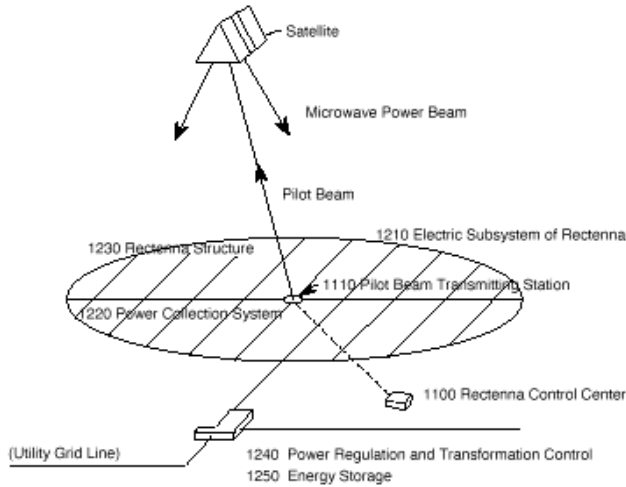 Satellite
Microwave Power Beam
Pilot Beam
1210 Electric Subsystem of Rectenna
1230 Rectenna Structure
1110 Pilot Beam Transmitting Station
1220 Power Collection System
1100 Rectenna Control Center
(Utility Grid Line)
1240 Power Regulation and Transformation Control
1250 Energy Storage